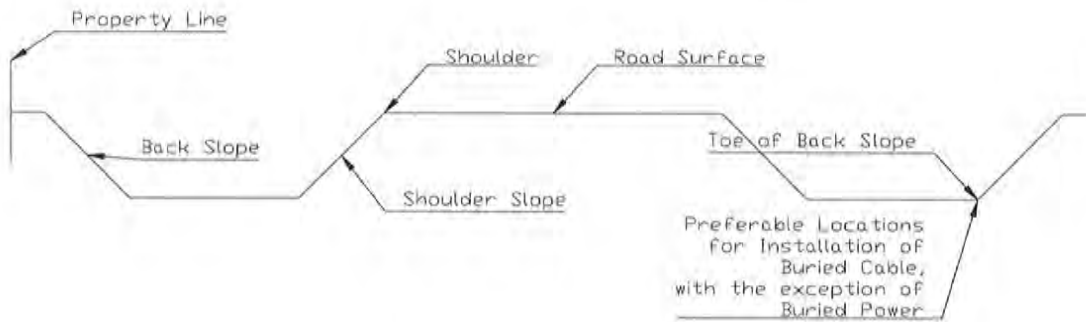 Property Line
Shoulder
Road Surface
Back Slope
Toe of Back Slope
Shoulder Slope
Preferable Locations
for Installation of
Buried Cable,
with the exception of
Buried Power